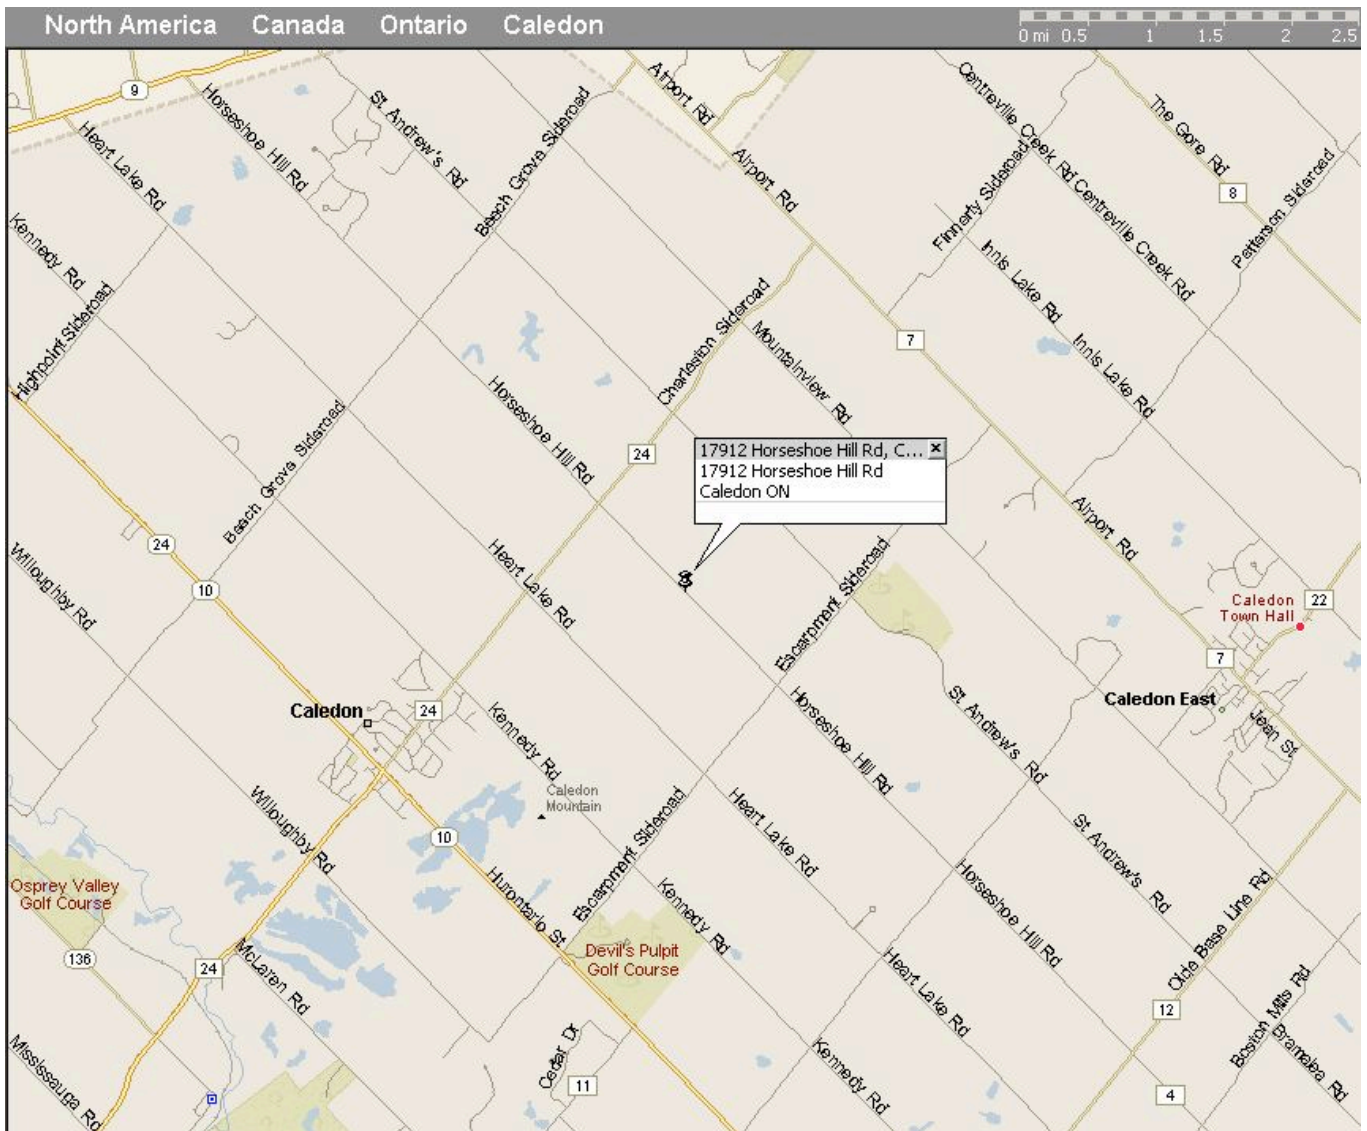 North America Canada Ontario Caledon
0 mi 0.5 1 1.5 2 2.5
9
Horseshoe Hill Rd
St Andrew's Rd
Beech Grove Sideroad
Airport Rd
Centreville Creek Rd
The Gore Rd
Heart Lake Rd
Airport Rd
Finnerty Sideroad
Centreville Creek Rd
8
Patterson Sideroad
Kennedy Rd
Highpoint Sideroad
Innis Lake Rd
Charleston Sideroad
Mountainview Rd
7
Innis Lake Rd
Horseshoe Hill Rd
Beech Grove Sideroad
24
17912 Horseshoe Hill Rd, C...
17912 Horseshoe Hill Rd
Caledon ON
Airport Rd
24
Willoughby Rd
10
Heart Lake Rd
Escarpment Sideroad
Caledon
Town Hall
22
7
Caledon
24
Kennedy Rd
Horseshoe Hill Rd
St Andrew's Rd
Caledon East
Jean St
Caledon
Mountain
Willoughby Rd
10
Escarpment Sideroad
Heart Lake Rd
St Andrew's Rd
Osprey Valley
Golf Course
Hurontario St
Kennedy Rd
Horseshoe Hill Rd
Olde Base Line Rd
136
24
McLaren Rd
Devil's Pulpit
Golf Course
Heart Lake Rd
12
Boston Mills Rd
Bramalea Rd
Mississauga Rd
Cedar Dr
11
Kennedy Rd
4